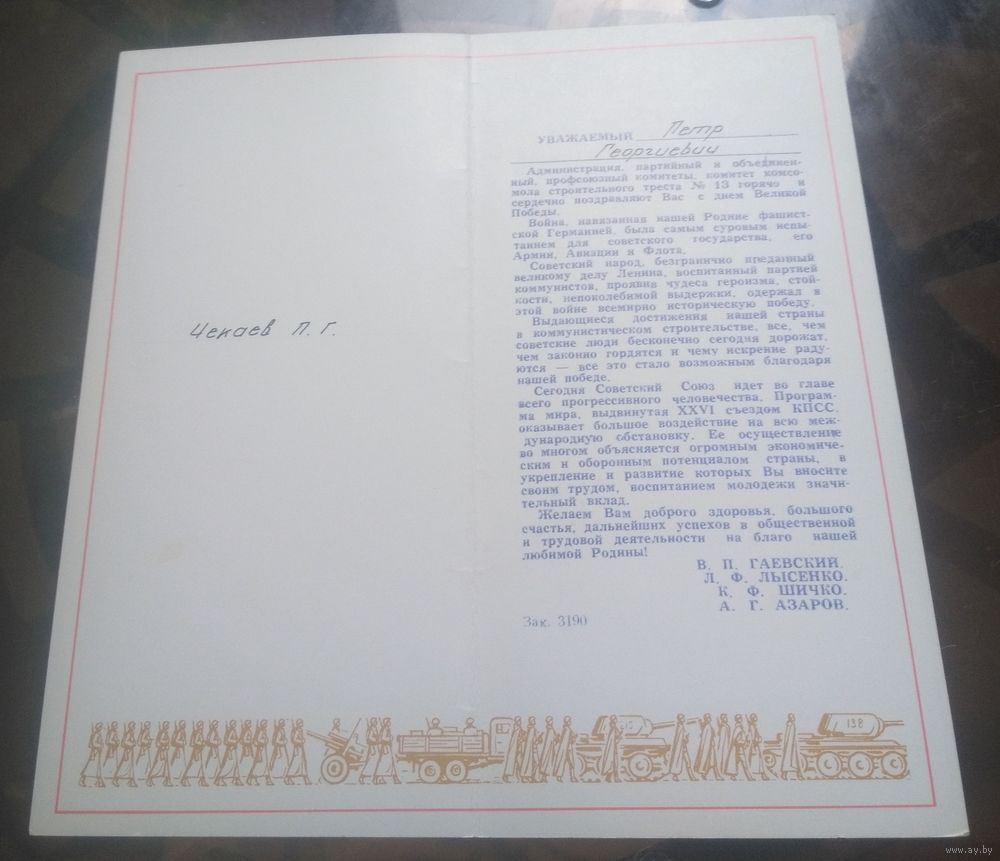 Чекаев П. Г.
УВАЖАЕМЫЙ Петр
Георгиевич
Администрация, партийный и объединен-
ный, профсоюзный комитеты, комитет комсо-
мола строительного треста № 13 горячо и
сердечно поздравляют Вас с днем Великой
Победы.
Война, навязанная нашей Родине фашист-
ской Германией, была самым суровым испы-
танием для советского государства, его
Армии, Авиации и Флота.
Советский народ, безгранично преданный
великому делу Ленина, воспитанный партией
коммунистов, проявив чудеса героизма, стой-
кости, непоколебимой выдержки, одержал в
этой войне всемирно историческую победу.
Выдающиеся достижения нашей страны
в коммунистическом строительстве, все, чем
советские люди бесконечно сегодня дорожат,
чем законно гордятся и чему искренне раду-
ются — все это стало возможным благодаря
нашей победе.
Сегодня Советский Союз идет во главе
всего прогрессивного человечества. Програм-
ма мира, выдвинутая XXVI съездом КПСС,
оказывает большое воздействие на всю меж-
дународную обстановку. Ее осуществление
во многом объясняется огромным экономиче-
ским и оборонным потенциалом страны, в
укрепление и развитие которых Вы вносите
своим трудом, воспитанием молодежи значи-
тельный вклад.
Желаем Вам доброго здоровья, большого
счастья, дальнейших успехов в общественной
и трудовой деятельности на благо нашей
любимой Родины!
В. П. ГАЕВСКИЙ.
Л. Ф. ЛЫСЕНКО.
К. Ф. ШИЧКО.
А. Г. АЗАРОВ.
Зак. 3190
138
www.ay.by